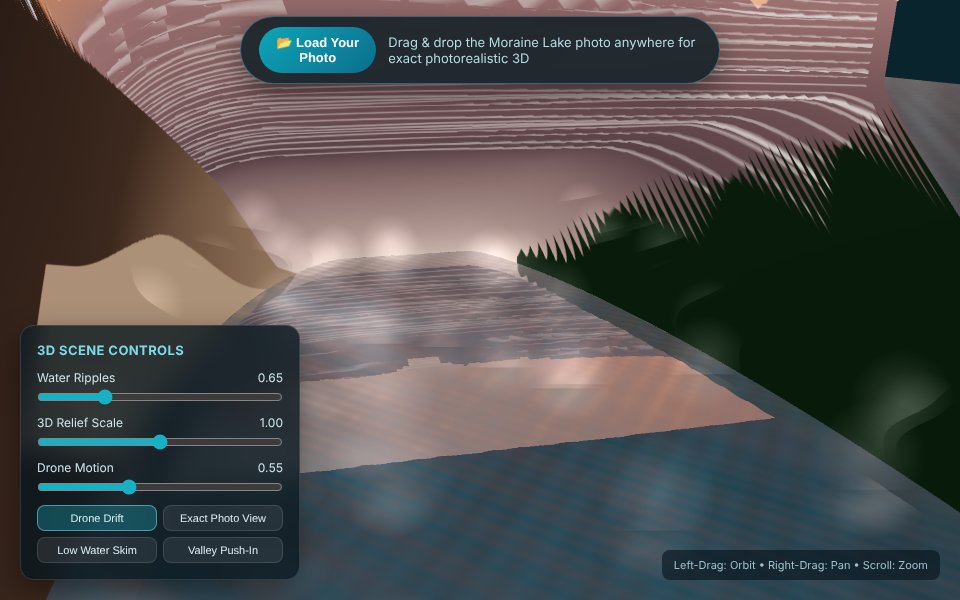 📂 Load Your
Photo
Drag & drop the Moraine Lake photo anywhere for
exact photorealistic 3D
3D SCENE CONTROLS
Water Ripples 0.65
3D Relief Scale 1.00
Drone Motion 0.55
Drone Drift Exact Photo View
Low Water Skim Valley Push-In
Left-Drag: Orbit • Right-Drag: Pan • Scroll: Zoom